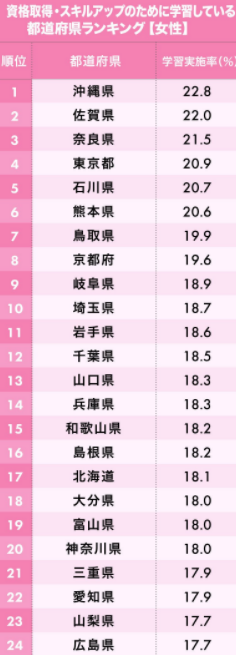 資格取得・スキルアップのために学習している
都道府県ランキング【女性】
順位 都道府県 学習実施率(%)
1 沖縄県 22.8
2 佐賀県 22.0
3 奈良県 21.5
4 東京都 20.9
5 石川県 20.7
6 熊本県 20.6
7 鳥取県 19.9
8 京都府 19.6
9 岐阜県 18.9
10 埼玉県 18.7
11 岩手県 18.6
12 千葉県 18.5
13 山口県 18.3
14 兵庫県 18.3
15 和歌山県 18.2
16 島根県 18.2
17 北海道 18.1
18 大分県 18.0
19 富山県 18.0
20 神奈川県 18.0
21 三重県 17.9
22 愛知県 17.9
23 山梨県 17.7
24 広島県 17.7